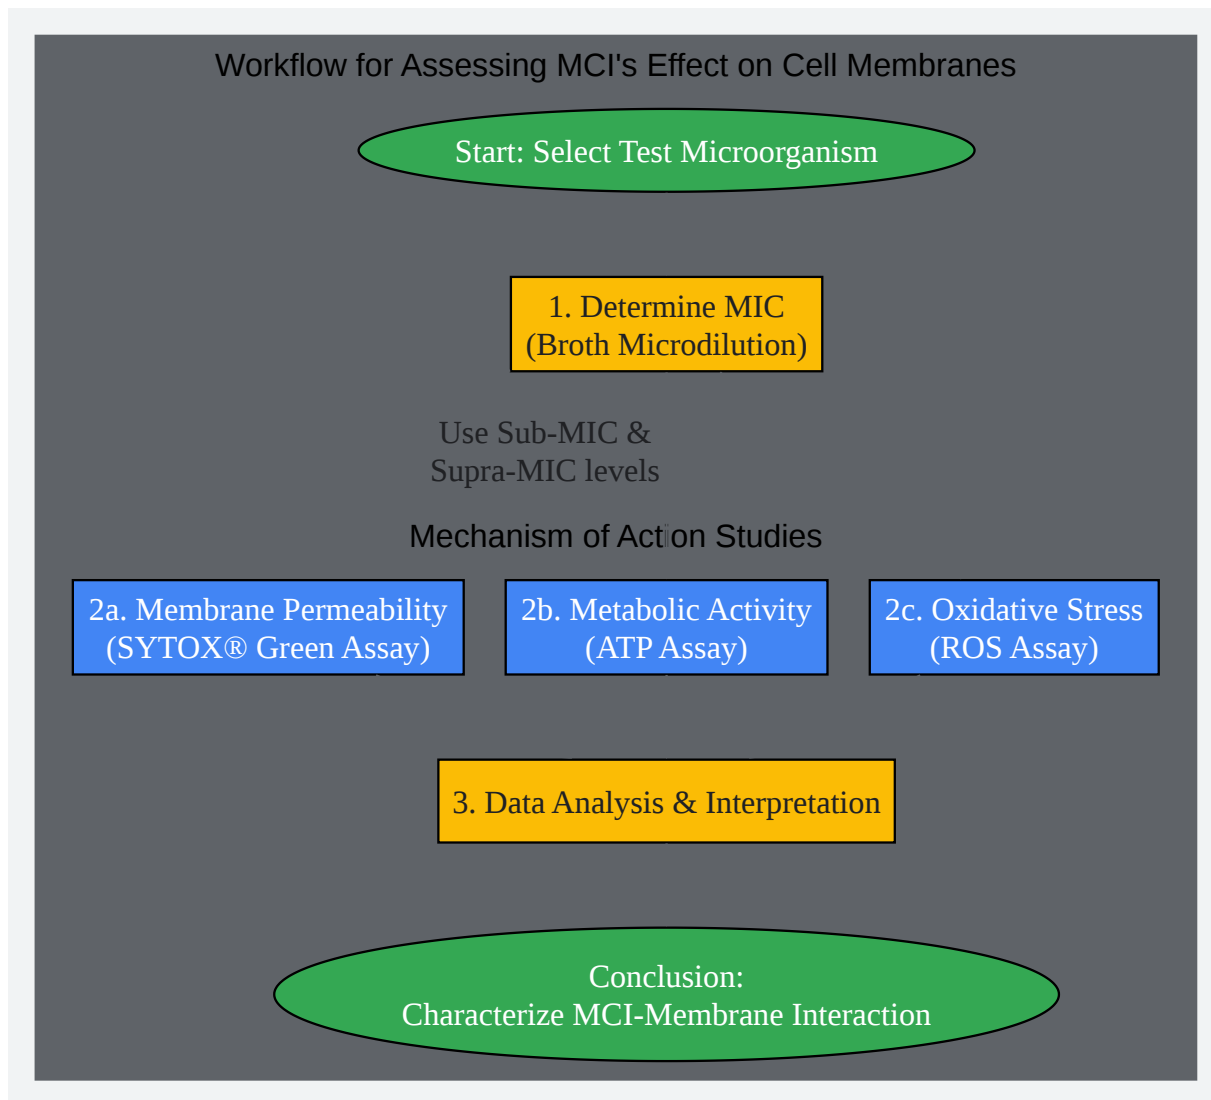 Workflow for Assessing MCI's Effect on Cell Membranes
Start: Select Test Microorganism
1. Determine MIC
(Broth Microdilution)
Use Sub-MIC &
Supra-MIC levels
Mechanism of Action Studies
2a. Membrane Permeability
(SYTOX® Green Assay)
2b. Metabolic Activity
(ATP Assay)
2c. Oxidative Stress
(ROS Assay)
3. Data Analysis & Interpretation
Conclusion:
Characterize MCI-Membrane Interaction